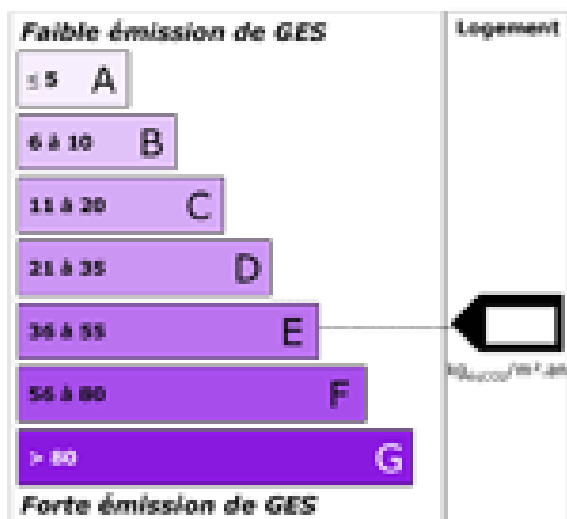 Faible émission de GES
Logement
≤ 5 A
6 à 10 B
11 à 20 C
21 à 35 D
36 à 55 E
56 à 80 F
> 80 G
Forte émission de GES